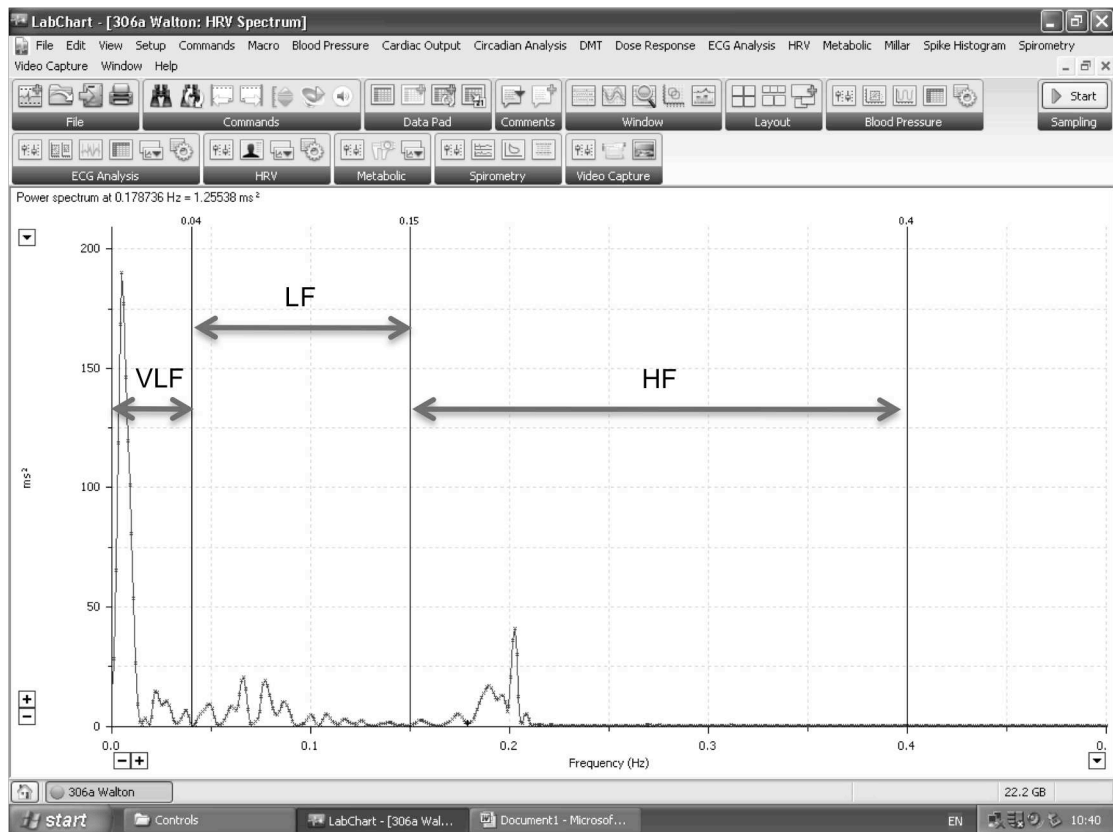 LabChart - [306a Walton: HRV Spectrum]
File Edit View Setup Commands Macro Blood Pressure Cardiac Output Circadian Analysis DMT Dose Response ECG Analysis HRV Metabolic Millar Spike Histogram Spirometry
Video Capture Window Help
Start
File Commands Data Pad Comments Window Layout Blood Pressure Sampling
ECG Analysis HRV Metabolic Spirometry Video Capture
Power spectrum at 0.178736 Hz = 1.25538 ms²
0.04 0.15 0.4
200
LF
150
VLF HF
ms²
100
50
0
0.0 0.1 0.2 0.3 0.4 0.
Frequency (Hz)
306a Walton 22.2 GB
start Controls LabChart - [306a Wal... Document1 - Microsof... EN 10:40